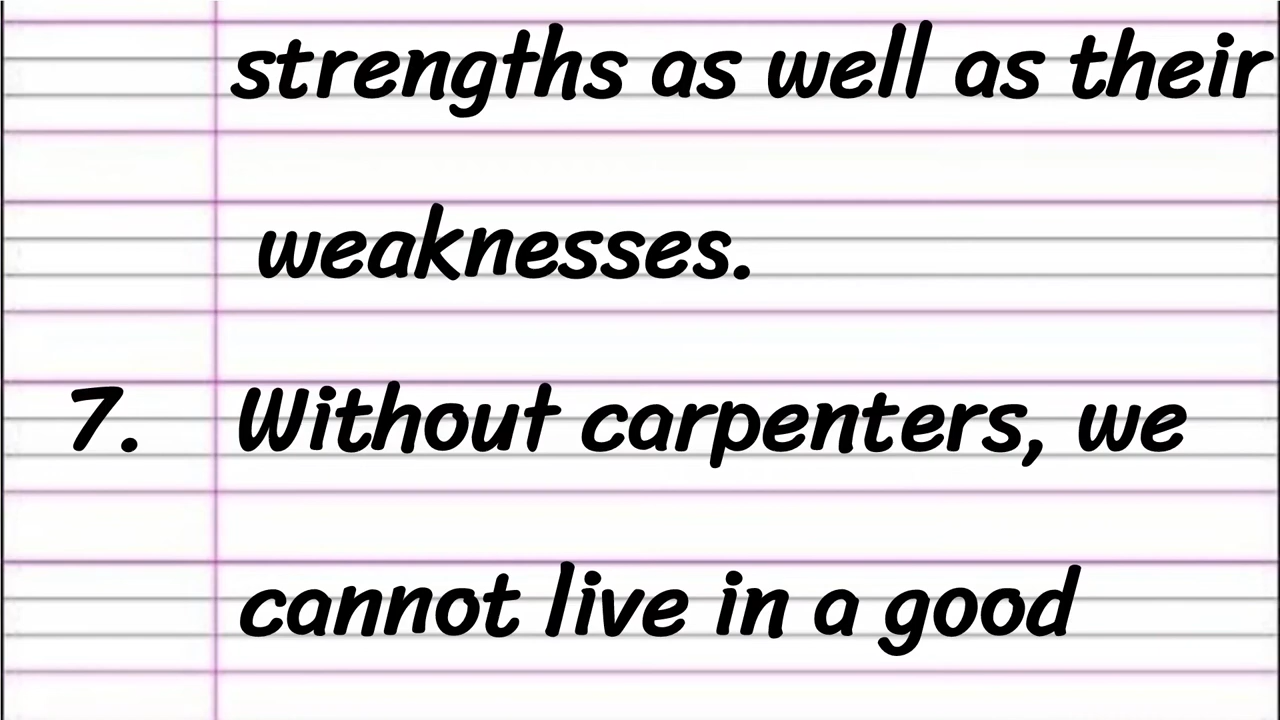 strengths as well as their
weaknesses.
7. Without carpenters, we
cannot live in a good